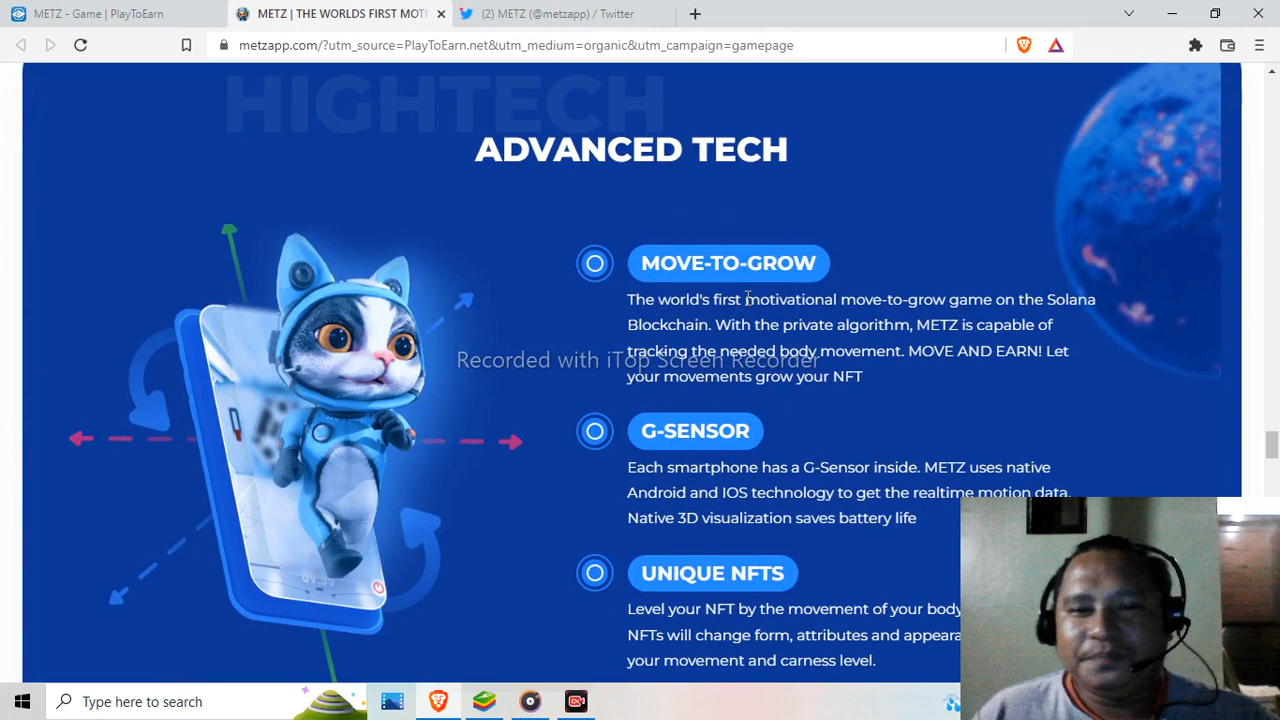 METZ - Game | PlayToEarn
METZ | THE WORLDS FIRST MOTI
(2) METZ (@metzapp) / Twitter
metzapp.com/?utm_source=PlayToEarn.net&utm_medium=organic&utm_campaign=gamepage
HIGHTECH
ADVANCED TECH
MOVE-TO-GROW
The world's first motivational move-to-grow game on the Solana
Blockchain. With the private algorithm, METZ is capable of
tracking the needed body movement. MOVE AND EARN! Let
Recorded with iTop Screen Recorder
your movements grow your NFT
G-SENSOR
Each smartphone has a G-Sensor inside. METZ uses native
Android and IOS technology to get the realtime motion data.
Native 3D visualization saves battery life
UNIQUE NFTS
Level your NFT by the movement of your body
NFTs will change form, attributes and appeara
your movement and carness level.
Type here to search